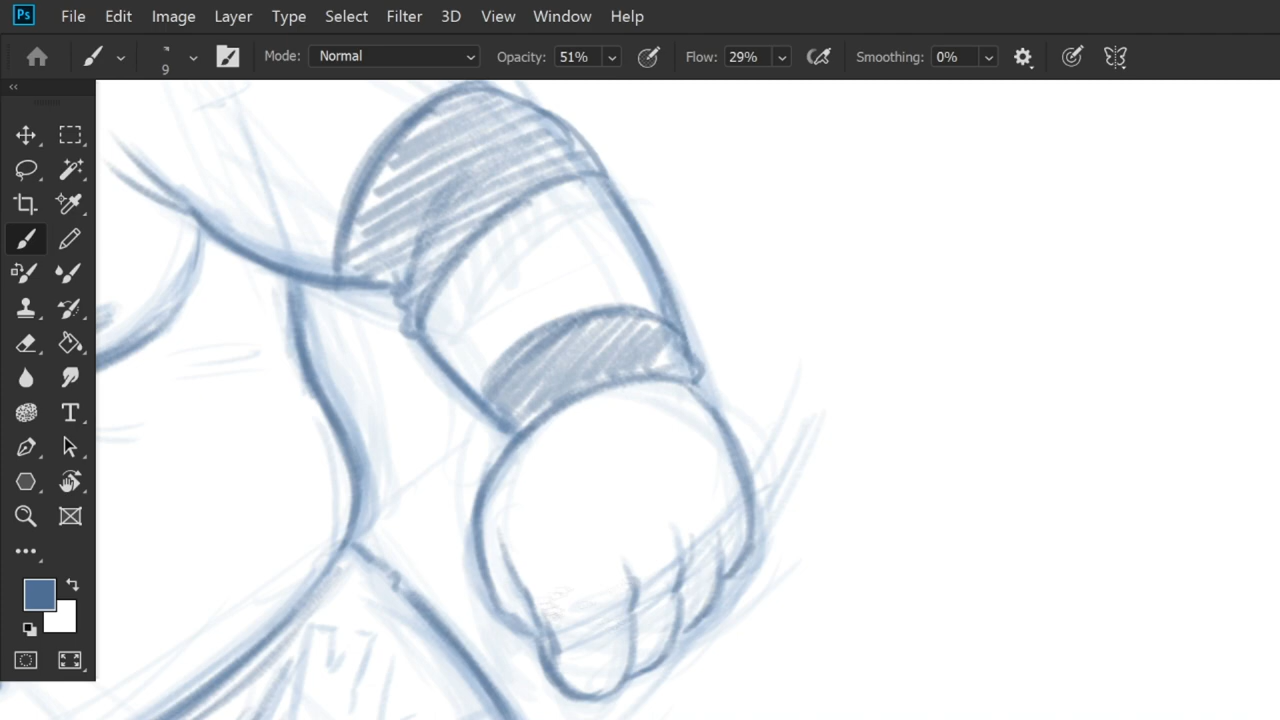 Ps File Edit Image Layer Type Select Filter 3D View Window Help
9 Mode: Normal Opacity: 51% Flow: 29% Smoothing: 0%
T